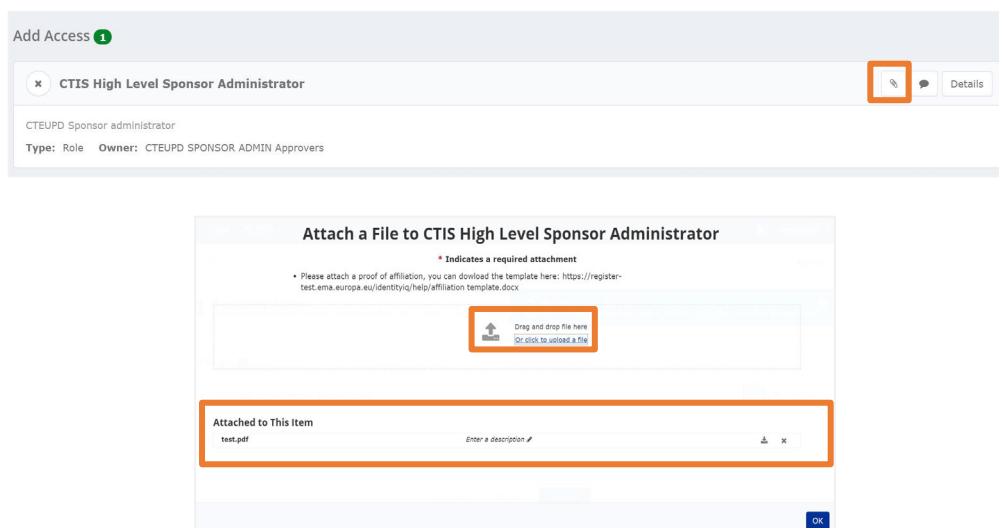 Add Access 1
CTIS High Level Sponsor Administrator
Details
CTEUPD Sponsor administrator
Type: Role Owner: CTEUPD SPONSOR ADMIN Approvers
Attach a File to CTIS High Level Sponsor Administrator
* Indicates a required attachment
• Please attach a proof of affiliation, you can dowload the template here: https://register-
test.ema.europa.eu/identityiq/help/affiliation template.docx
Drag and drop file here
Or click to upload a file
Attached to This Item
test.pdf Enter a description
OK